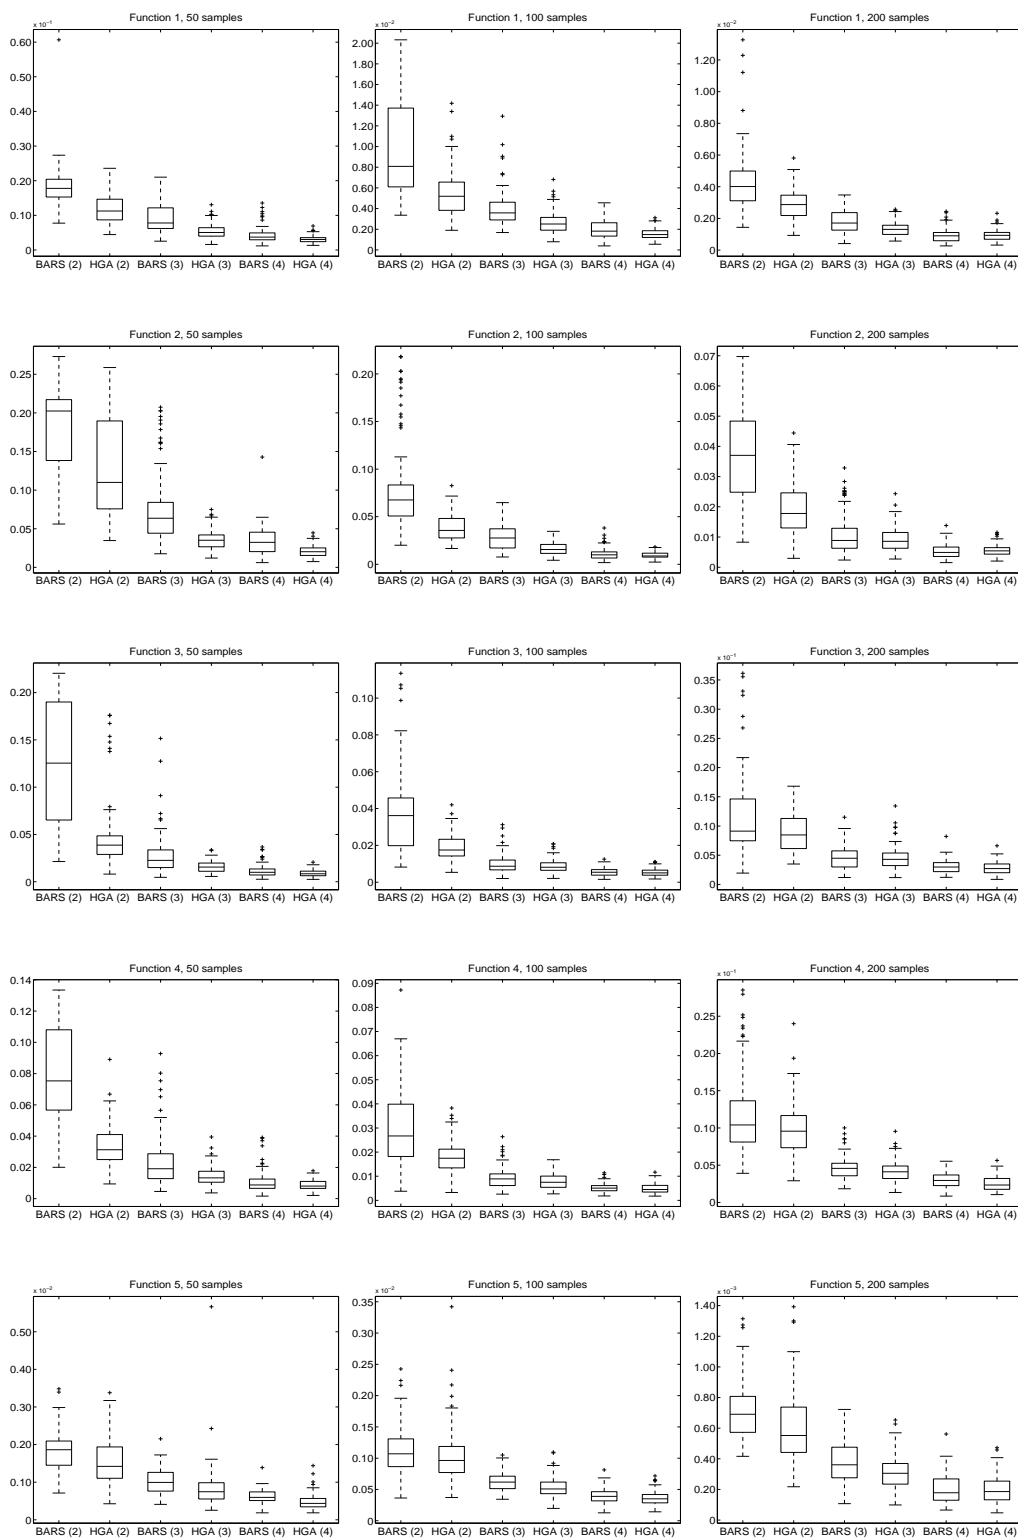 Function 1, 50 samples
x 10⁻¹
0.60
0.30
0.20
0.10
0
BARS (2) HGA (2) BARS (3) HGA (3) BARS (4) HGA (4)
Function 1, 100 samples
x 10⁻²
2.00
1.80
1.60
1.40
1.20
1.00
0.80
0.60
0.40
0.20
0
BARS (2) HGA (2) BARS (3) HGA (3) BARS (4) HGA (4)
Function 1, 200 samples
x 10⁻²
1.20
1.00
0.80
0.60
0.40
0.20
0
BARS (2) HGA (2) BARS (3) HGA (3) BARS (4) HGA (4)
Function 2, 50 samples
0.25
0.20
0.15
0.10
0.05
0
BARS (2) HGA (2) BARS (3) HGA (3) BARS (4) HGA (4)
Function 2, 100 samples
0.20
0.10
0.05
0
BARS (2) HGA (2) BARS (3) HGA (3) BARS (4) HGA (4)
Function 2, 200 samples
0.07
0.06
0.05
0.04
0.03
0.02
0.01
0
BARS (2) HGA (2) BARS (3) HGA (3) BARS (4) HGA (4)
Function 3, 50 samples
0.20
0.15
0.10
0.05
0
BARS (2) HGA (2) BARS (3) HGA (3) BARS (4) HGA (4)
Function 3, 100 samples
0.10
0.08
0.06
0.04
0.02
0
BARS (2) HGA (2) BARS (3) HGA (3) BARS (4) HGA (4)
Function 3, 200 samples
x 10⁻¹
0.35
0.30
0.25
0.20
0.15
0.10
0.05
0
BARS (2) HGA (2) BARS (3) HGA (3) BARS (4) HGA (4)
Function 4, 50 samples
0.14
0.12
0.10
0.08
0.06
0.04
0.02
0
BARS (2) HGA (2) BARS (3) HGA (3) BARS (4) HGA (4)
Function 4, 100 samples
0.09
0.08
0.07
0.06
0.05
0.04
0.03
0.02
0.01
0
BARS (2) HGA (2) BARS (3) HGA (3) BARS (4) HGA (4)
Function 4, 200 samples
x 10⁻¹
0.25
0.20
0.15
0.10
0.05
0
BARS (2) HGA (2) BARS (3) HGA (3) BARS (4) HGA (4)
Function 5, 50 samples
x 10⁻²
0.50
0.40
0.30
0.20
0.10
0
BARS (2) HGA (2) BARS (3) HGA (3) BARS (4) HGA (4)
Function 5, 100 samples
x 10⁻²
0.35
0.30
0.25
0.20
0.15
0.10
0.05
0
BARS (2) HGA (2) BARS (3) HGA (3) BARS (4) HGA (4)
Function 5, 200 samples
x 10⁻³
1.40
1.20
1.00
0.80
0.60
0.40
0.20
0
BARS (2) HGA (2) BARS (3) HGA (3) BARS (4) HGA (4)